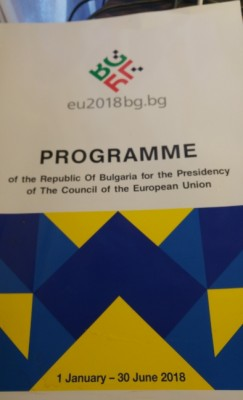 eu2018bg.bg
PROGRAMME
of the Republic Of Bulgaria for the Presidency
of The Council of the European Union
1 January – 30 June 2018